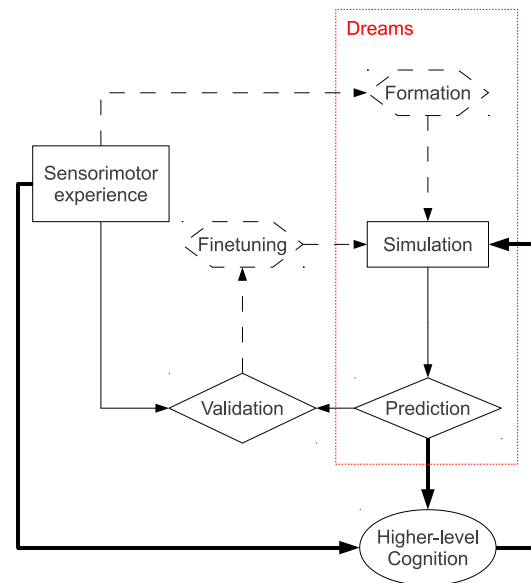 Dreams
Formation
Sensorimotor
experience
Finetuning
Simulation
Validation
Prediction
Higher-level
Cognition